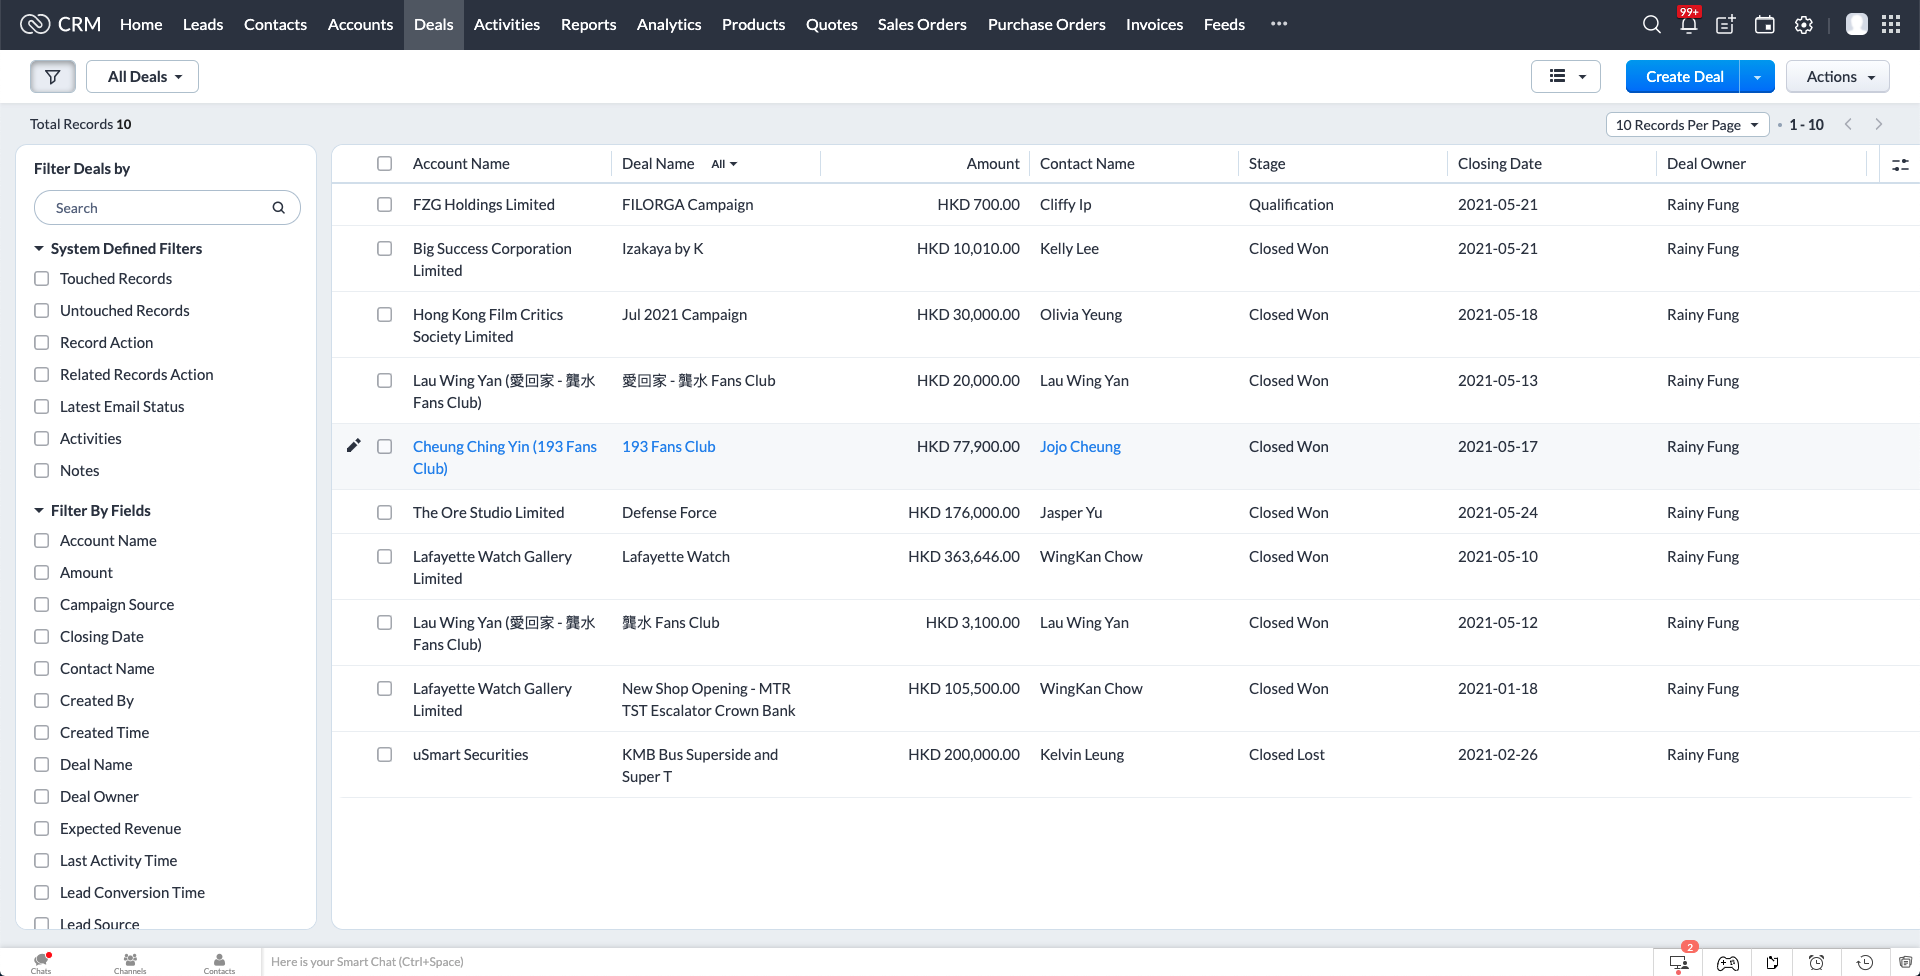 CRM Home Leads Contacts Accounts Deals Activities Reports Analytics Products Quotes Sales Orders Purchase Orders Invoices Feeds ••• 99+
All Deals Create Deal Actions
Total Records 10 10 Records Per Page • 1 - 10
Filter Deals by
Search
System Defined Filters
Touched Records
Untouched Records
Record Action
Related Records Action
Latest Email Status
Activities
Notes
Filter By Fields
Account Name
Amount
Campaign Source
Closing Date
Contact Name
Created By
Created Time
Deal Name
Deal Owner
Expected Revenue
Last Activity Time
Lead Conversion Time
Lead Source
Account Name Deal Name All Amount Contact Name Stage Closing Date Deal Owner
FZG Holdings Limited FILORGA Campaign HKD 700.00 Cliffy Ip Qualification 2021-05-21 Rainy Fung
Big Success Corporation Izakaya by K HKD 10,010.00 Kelly Lee Closed Won 2021-05-21 Rainy Fung
Limited
Hong Kong Film Critics Jul 2021 Campaign HKD 30,000.00 Olivia Yeung Closed Won 2021-05-18 Rainy Fung
Society Limited
Lau Wing Yan (愛回家 - 龔水 愛回家 - 龔水 Fans Club HKD 20,000.00 Lau Wing Yan Closed Won 2021-05-13 Rainy Fung
Fans Club)
Cheung Ching Yin (193 Fans 193 Fans Club HKD 77,900.00 Jojo Cheung Closed Won 2021-05-17 Rainy Fung
Club)
The Ore Studio Limited Defense Force HKD 176,000.00 Jasper Yu Closed Won 2021-05-24 Rainy Fung
Lafayette Watch Gallery Lafayette Watch HKD 363,646.00 WingKan Chow Closed Won 2021-05-10 Rainy Fung
Limited
Lau Wing Yan (愛回家 - 龔水 龔水 Fans Club HKD 3,100.00 Lau Wing Yan Closed Won 2021-05-12 Rainy Fung
Fans Club)
Lafayette Watch Gallery New Shop Opening - MTR HKD 105,500.00 WingKan Chow Closed Won 2021-01-18 Rainy Fung
Limited TST Escalator Crown Bank
uSmart Securities KMB Bus Superside and HKD 200,000.00 Kelvin Leung Closed Lost 2021-02-26 Rainy Fung
Super T
Chats Channels Contacts Here is your Smart Chat (Ctrl+Space) 2